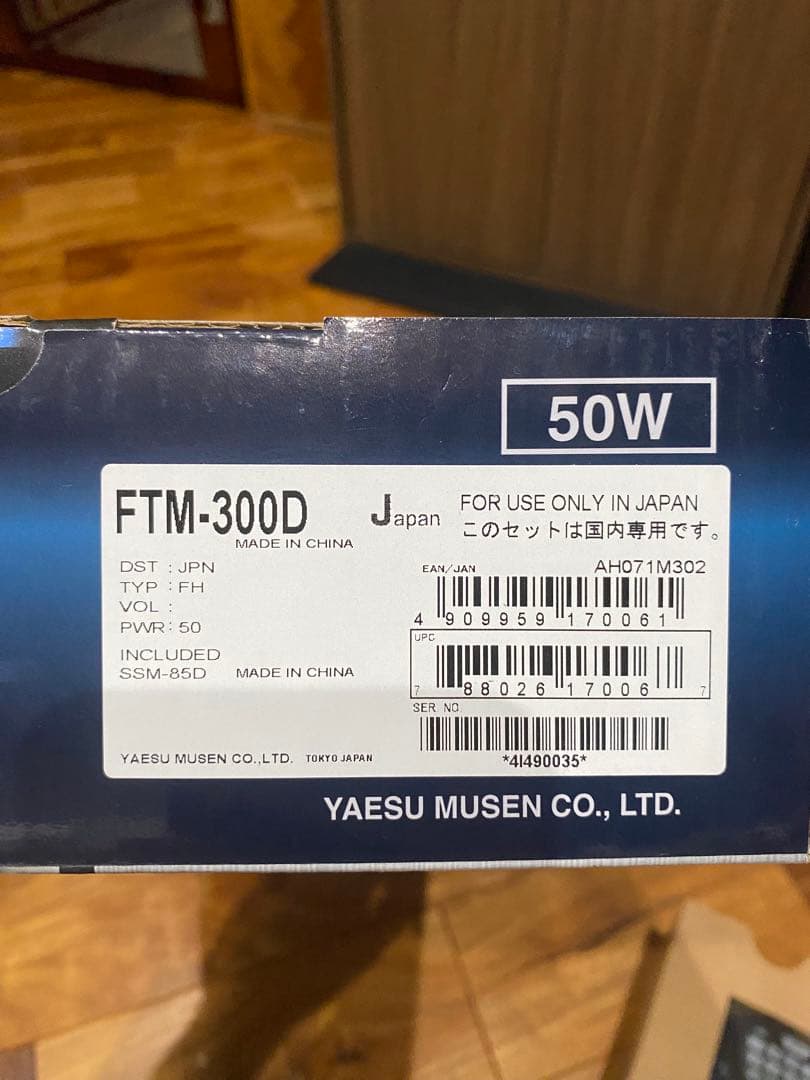 50W
FTM-300D
Japan
FOR USE ONLY IN JAPAN
このセットは国内専用です。
MADE IN CHINA
DST : JPN
TYP : FH
VOL :
PWR : 50
INCLUDED
SSM-85D MADE IN CHINA
EAN/JAN AH071M302
4 909959 170061
UPC
7 88026 17006 7
SER NO.
*4I490035*
YAESU MUSEN CO.,LTD. TOKYO JAPAN
YAESU MUSEN CO., LTD.